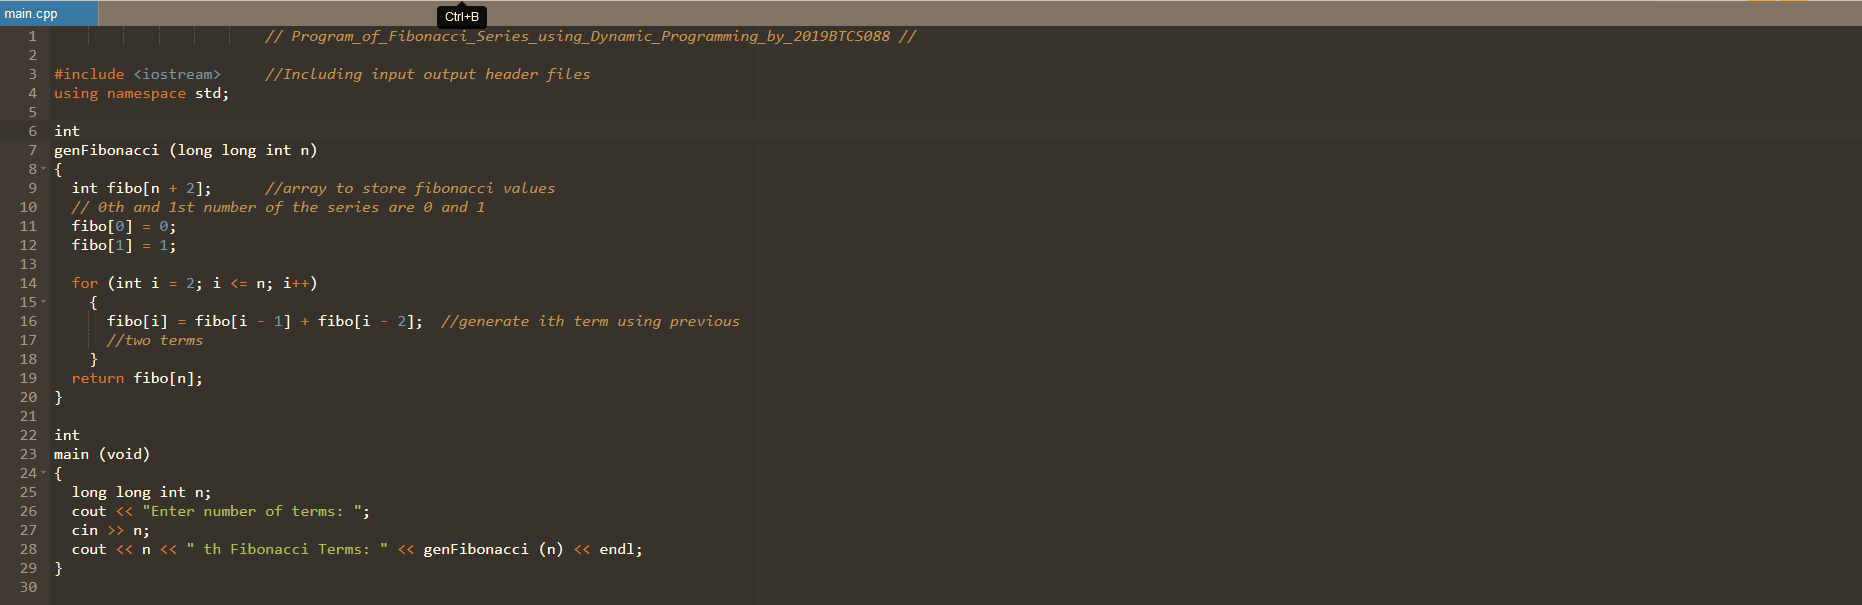 main.cpp
Ctrl+B
1 // Program_of_Fibonacci_Series_using_Dynamic_Programming_by_2019BTCS088 //
2
3 #include <iostream> //Including input output header files
4 using namespace std;
5
6 int
7 genFibonacci (long long int n)
8 {
9 int fibo[n + 2]; //array to store fibonacci values
10 // 0th and 1st number of the series are 0 and 1
11 fibo[0] = 0;
12 fibo[1] = 1;
13
14 for (int i = 2; i <= n; i++)
15 {
16 fibo[i] = fibo[i - 1] + fibo[i - 2]; //generate ith term using previous
17 //two terms
18 }
19 return fibo[n];
20 }
21
22 int
23 main (void)
24 {
25 long long int n;
26 cout << "Enter number of terms: ";
27 cin >> n;
28 cout << n << " th Fibonacci Terms: " << genFibonacci (n) << endl;
29 }
30